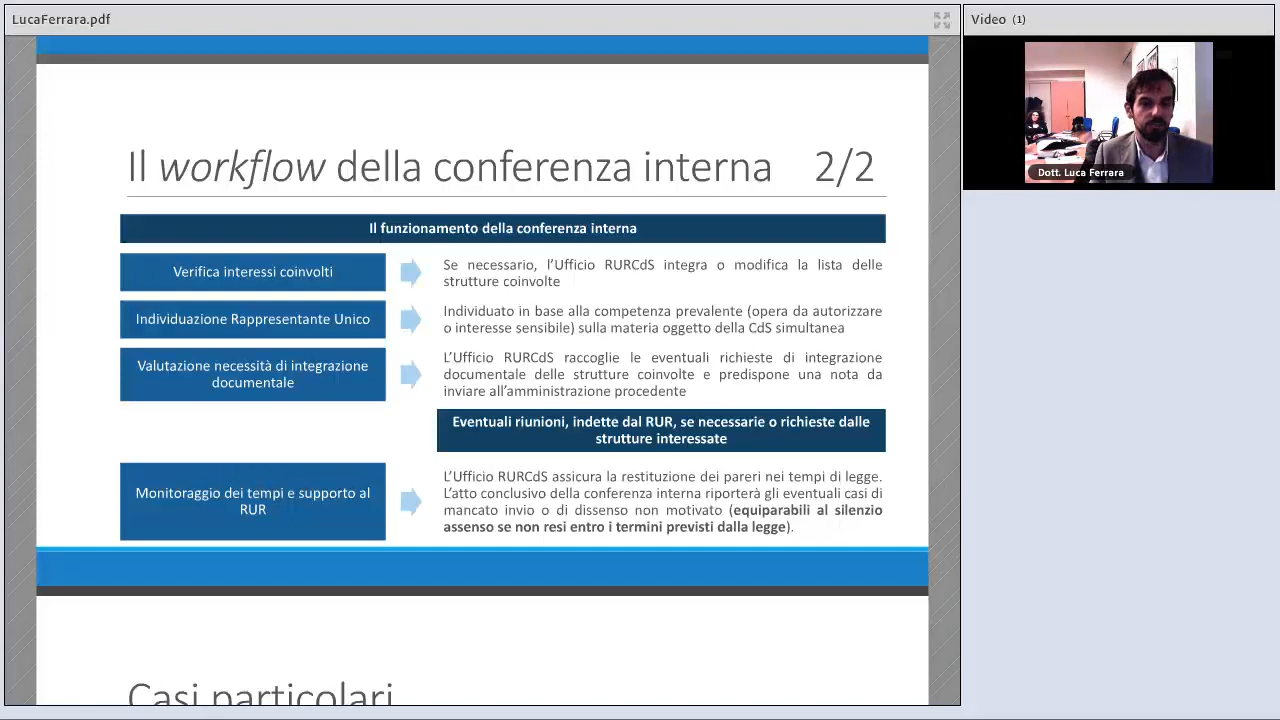 LucaFerrara.pdf
Video (1)
Dott. Luca Ferrara
Il workflow della conferenza interna 2/2
Il funzionamento della conferenza interna
Verifica interessi coinvolti
Se necessario, l'Ufficio RURCdS integra o modifica la lista delle
strutture coinvolte
Individuazione Rappresentante Unico
Individuato in base alla competenza prevalente (opera da autorizzare
o interesse sensibile) sulla materia oggetto della CdS simultanea
Valutazione necessità di integrazione
documentale
L'Ufficio RURCdS raccoglie le eventuali richieste di integrazione
documentale delle strutture coinvolte e predispone una nota da
inviare all'amministrazione procedente
Eventuali riunioni, indette dal RUR, se necessarie o richieste dalle
strutture interessate
Monitoraggio dei tempi e supporto al
RUR
L'Ufficio RURCdS assicura la restituzione dei pareri nei tempi di legge.
L'atto conclusivo della conferenza interna riporterà gli eventuali casi di
mancato invio o di dissenso non motivato (equiparabili al silenzio
assenso se non resi entro i termini previsti dalla legge).
Casi particolari